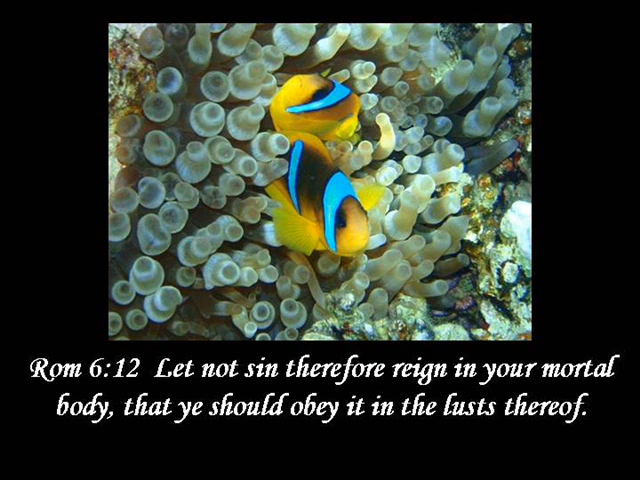 Rom 6:12  Let not sin therefore reign in your mortal
body, that ye should obey it in the lusts thereof.